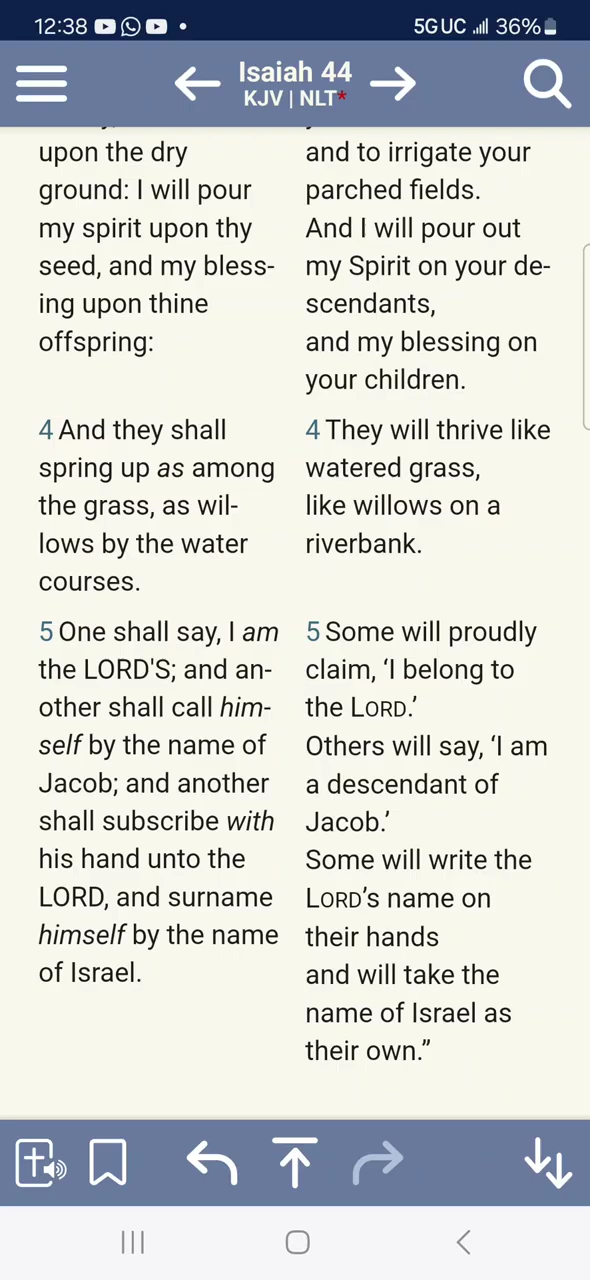 12:38
5G UC 36%
Isaiah 44
KJV | NLT*
upon the dry
ground: I will pour
my spirit upon thy
seed, and my bless-
ing upon thine
offspring:
4 And they shall
spring up as among
the grass, as wil-
lows by the water
courses.
5 One shall say, I am
the LORD'S; and an-
other shall call him-
self by the name of
Jacob; and another
shall subscribe with
his hand unto the
LORD, and surname
himself by the name
of Israel.
and to irrigate your
parched fields.
And I will pour out
my Spirit on your de-
scendants,
and my blessing on
your children.
4 They will thrive like
watered grass,
like willows on a
riverbank.
5 Some will proudly
claim, ‘I belong to
the LORD.’
Others will say, ‘I am
a descendant of
Jacob.’
Some will write the
LORD’s name on
their hands
and will take the
name of Israel as
their own.”